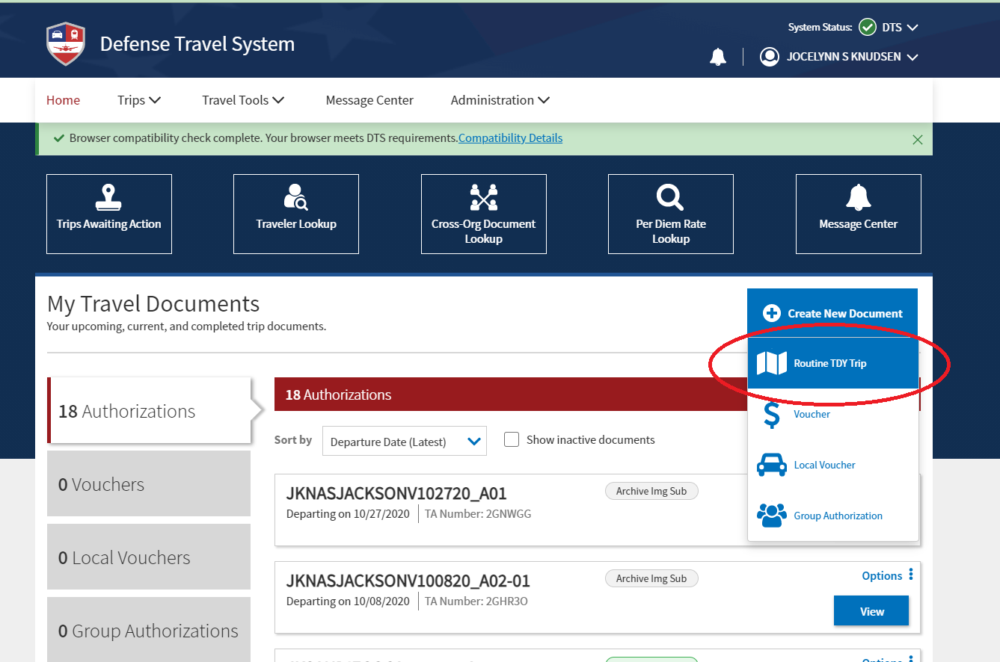 System Status: DTS
Defense Travel System
JOCELYNN S KNUDSEN
Home Trips Travel Tools Message Center Administration
Browser compatibility check complete. Your browser meets DTS requirements.Compatibility Details
Trips Awaiting Action
Traveler Lookup
Cross-Org Document
Lookup
Per Diem Rate
Lookup
Message Center
My Travel Documents
Your upcoming, current, and completed trip documents.
Create New Document
Routine TDY Trip
Voucher
Local Voucher
Group Authorization
18 Authorizations
0 Vouchers
0 Local Vouchers
0 Group Authorizations
18 Authorizations
Sort by Departure Date (Latest) Show inactive documents
JKNASJACKSONV102720_A01 Archive Img Sub
Departing on 10/27/2020 TA Number: 2GNWGG
JKNASJACKSONV100820_A02-01 Archive Img Sub Options
Departing on 10/08/2020 TA Number: 2GHR3O
View
Options